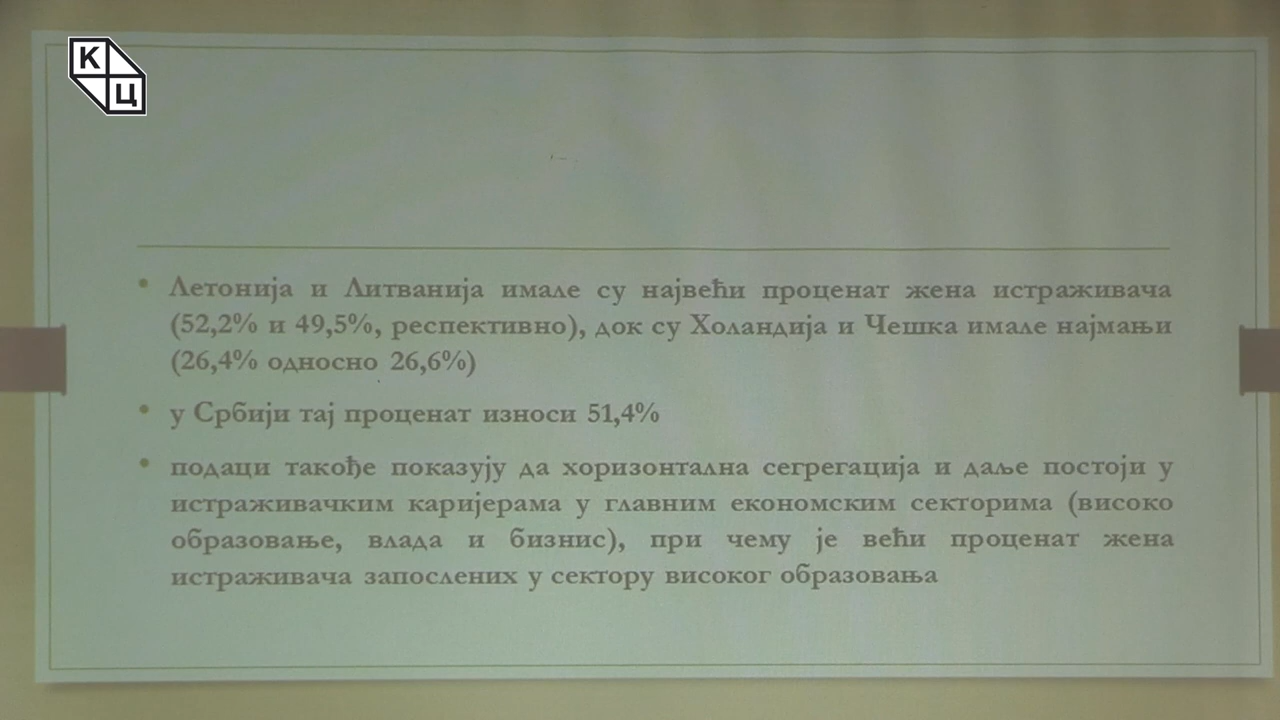 К
Ц
• Летонија и Литванија имале су највећи проценат жена истраживача
(52,2% и 49,5%, респективно), док су Холандија и Чешка имале најмањи
(26,4% односно 26,6%)
• у Србији тај проценат износи 51,4%
• подаци такође показују да хоризонтална сегрегација и даље постоји у
истраживачким каријерама у главним економским секторима (високо
образовање, влада и бизнис), при чему је већи проценат жена
истраживача запослених у сектору високог образовања